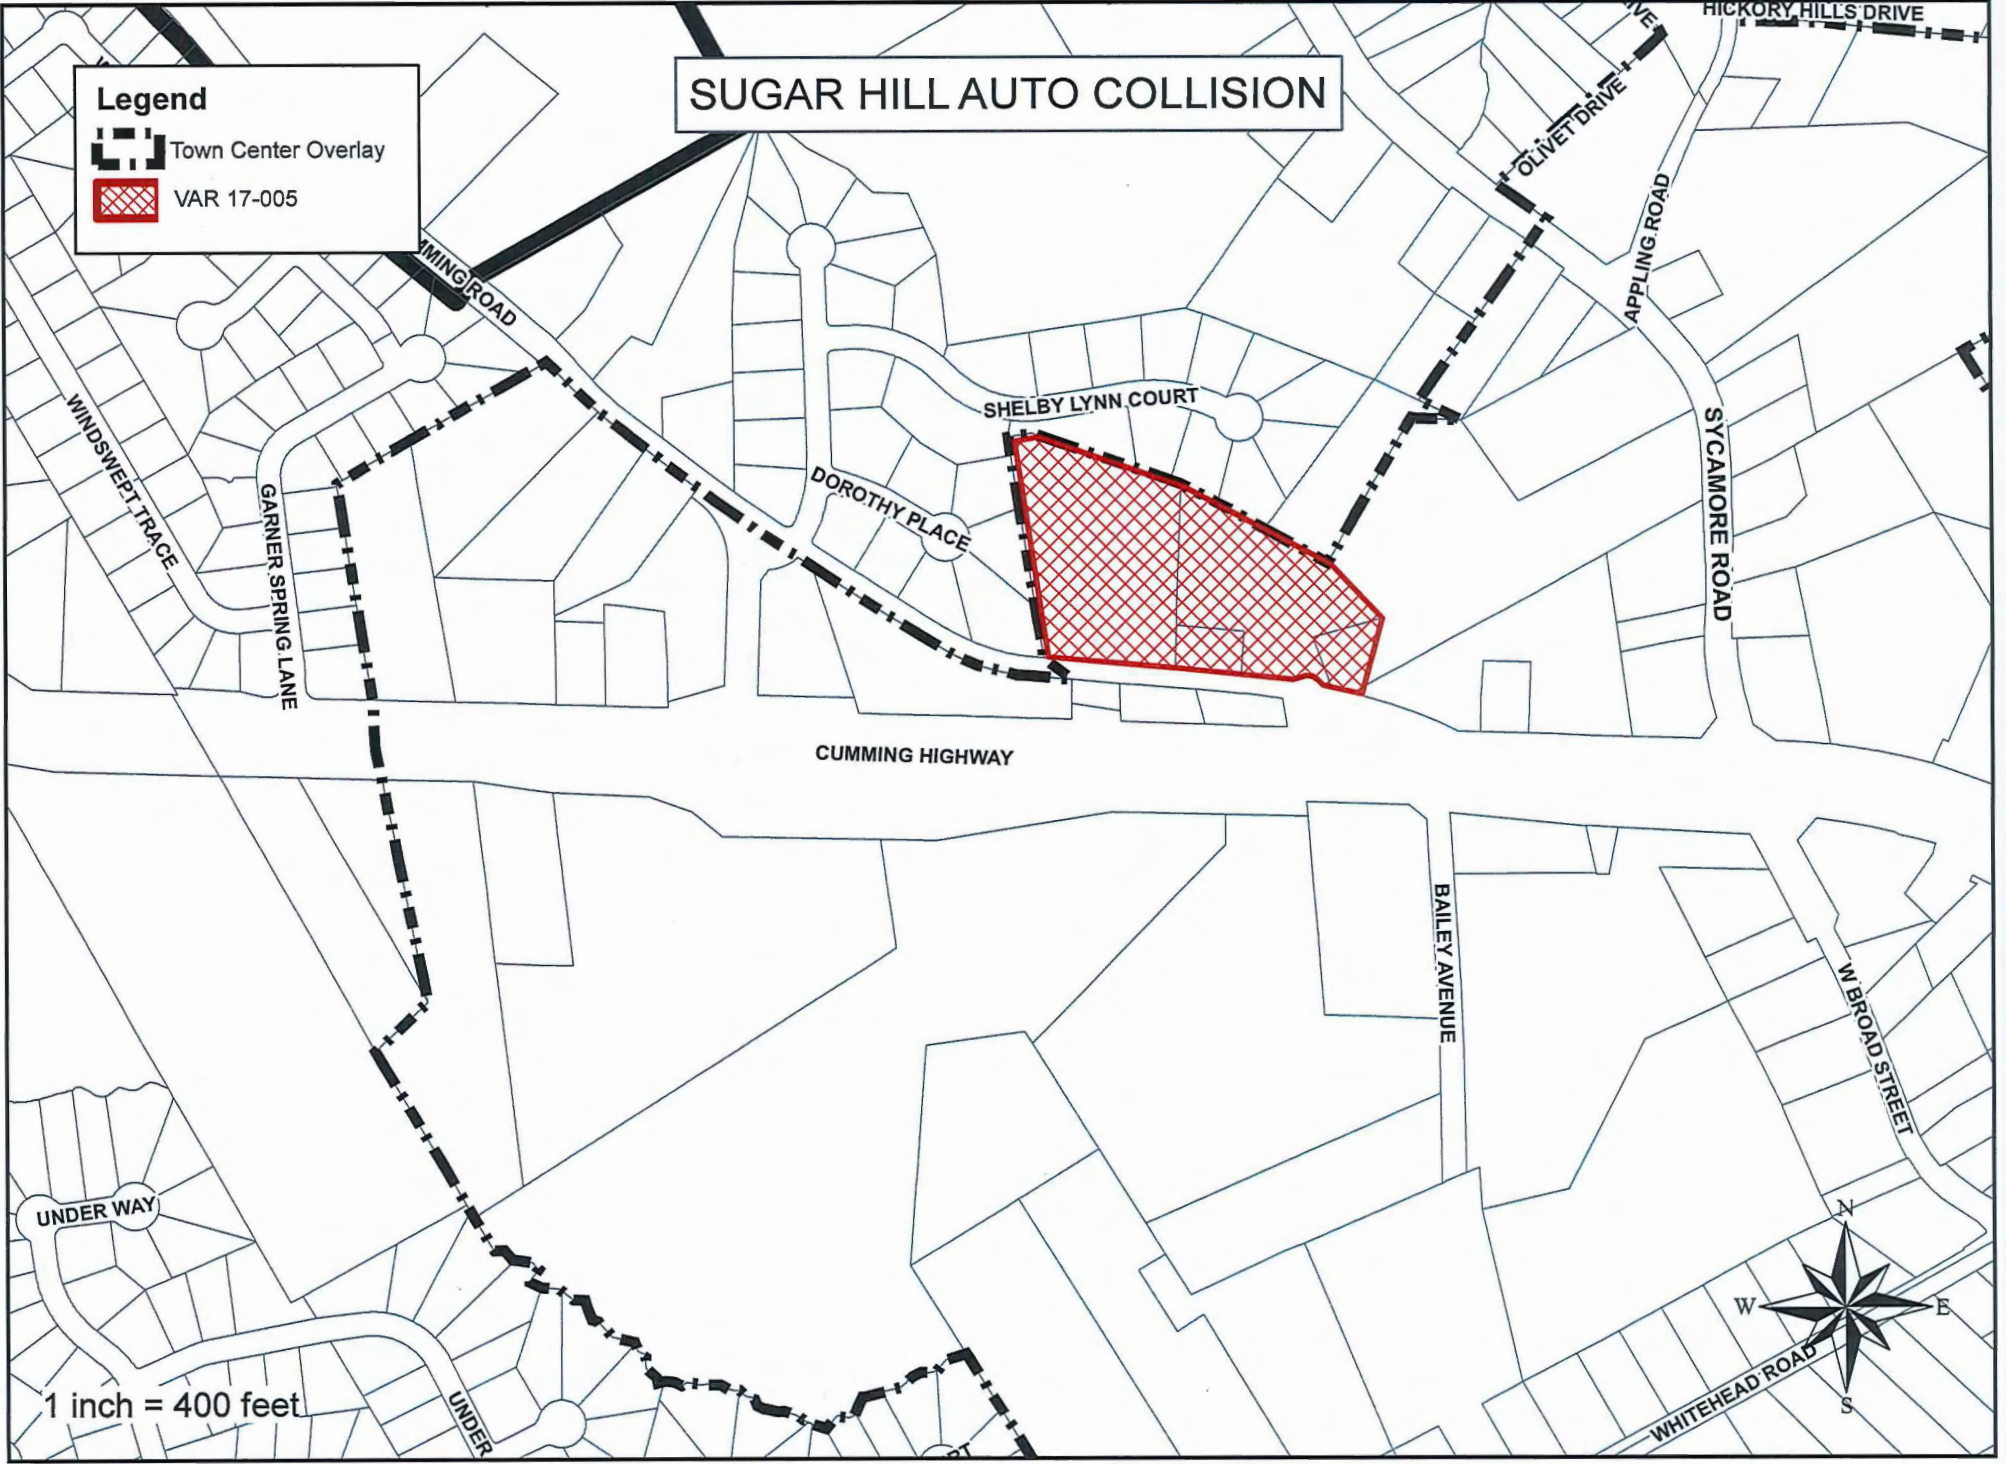 HICKORY HILLS DRIVE
SUGAR HILL AUTO COLLISION
Legend
Town Center Overlay
VAR 17-005
OLIVET DRIVE
APPLING ROAD
MMING ROAD
SHELBY LYNN COURT
WINDSWEPT TRACE
GARNER SPRING LANE
DOROTHY PLACE
SYCAMORE ROAD
CUMMING HIGHWAY
BAILEY AVENUE
W BROAD STREET
UNDER WAY
N
W
E
S
WHITEHEAD ROAD
1 inch = 400 feet
UNDER